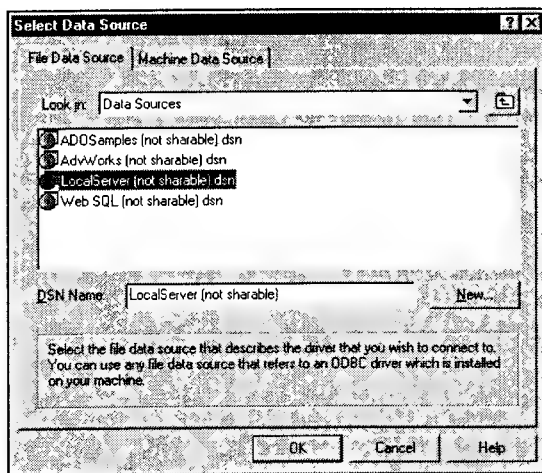 Select Data Source
File Data Source Machine Data Source
Look in: Data Sources
ADOSamples (not sharable) dsn
AdvWorks (not sharable) dsn
LocalServer (not sharable) dsn
Web SQL (not sharable) dsn
DSN Name: LocalServer (not sharable) New...
Select the file data source that describes the driver that you wish to connect to.
You can use any file data source that refers to an ODBC driver which is installed
on your machine.
OK Cancel Help